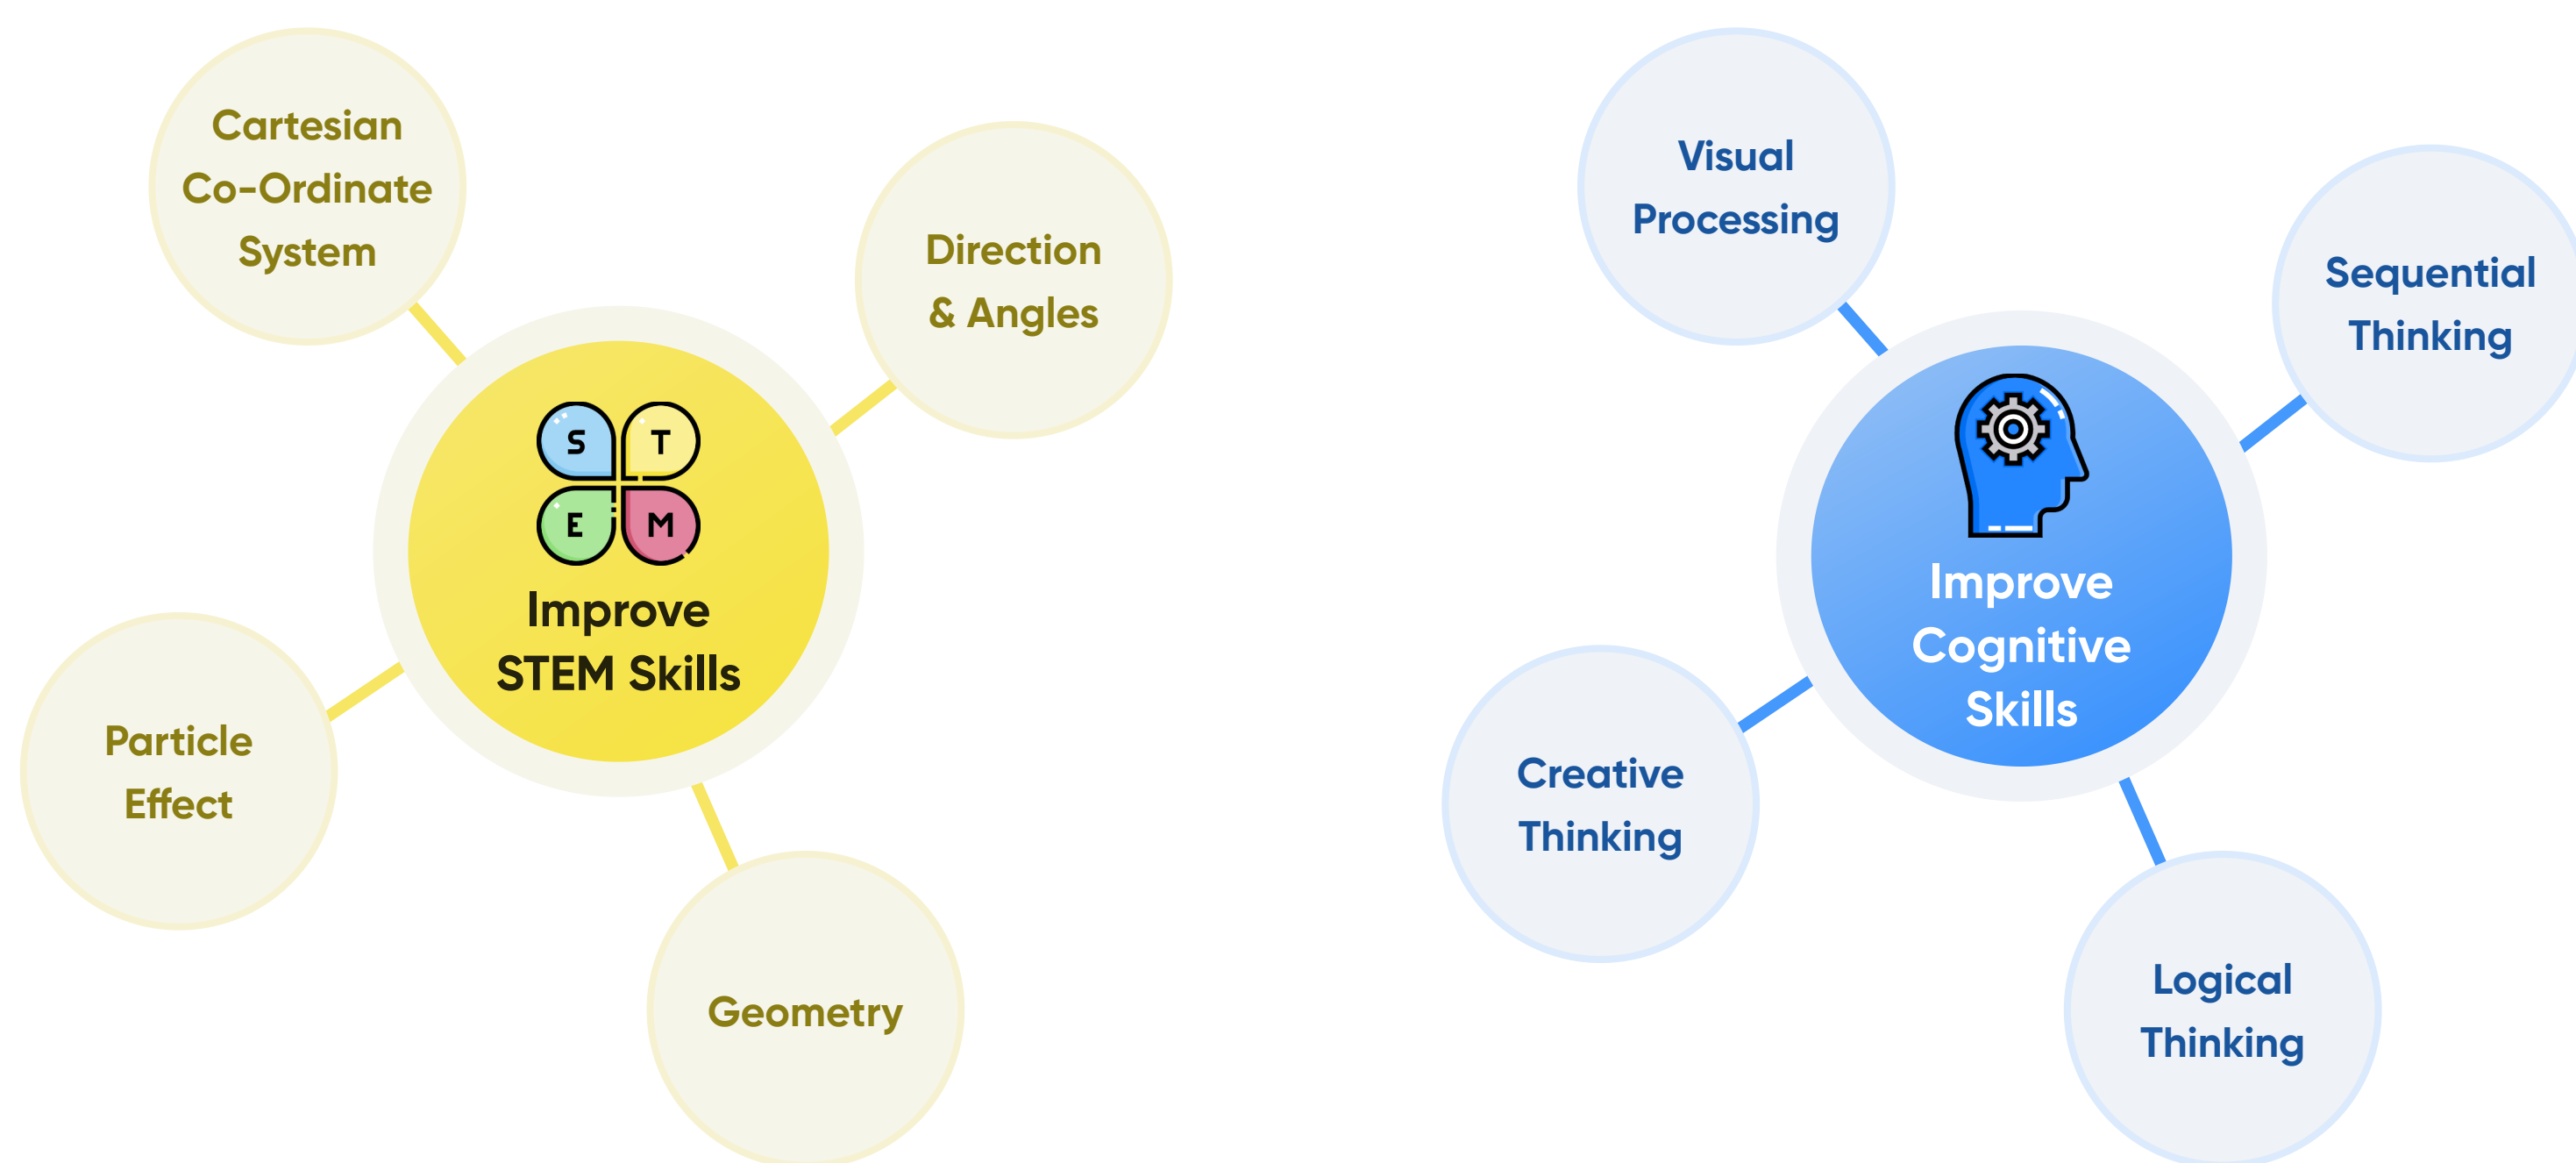 Cartesian
Co-Ordinate
System
Direction
& Angles
S T
E M
Improve
STEM Skills
Particle
Effect
Geometry
Visual
Processing
Sequential
Thinking
Improve
Cognitive
Skills
Creative
Thinking
Logical
Thinking